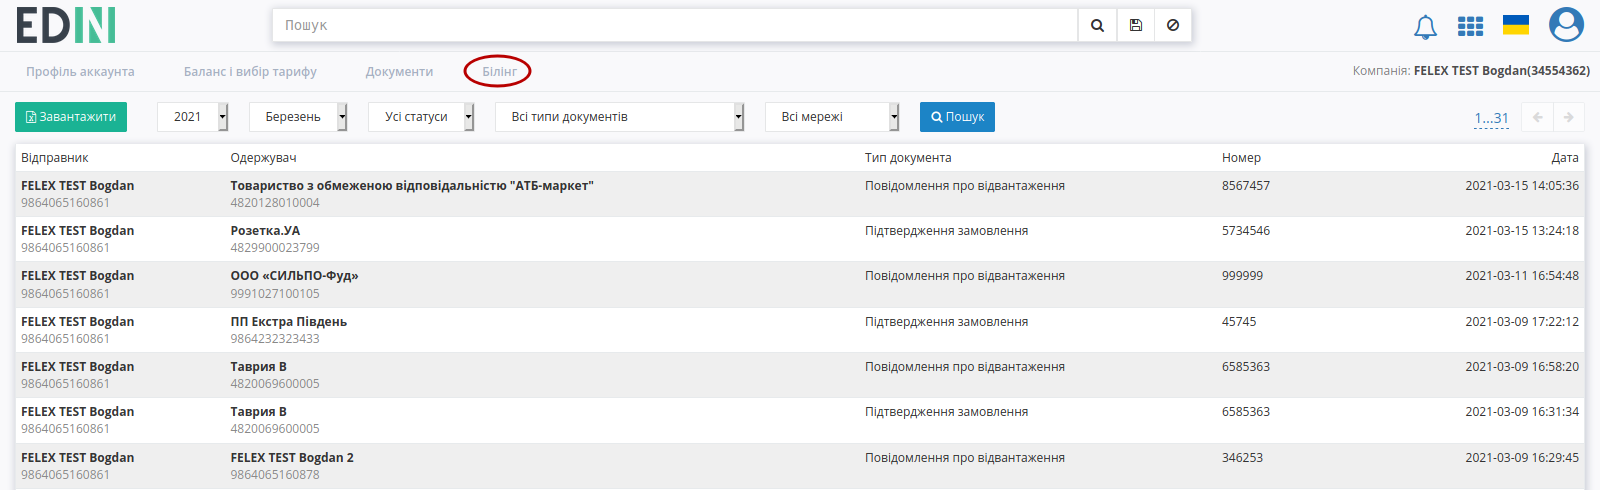 EDIN
Пошук
Профіль аккаунта Баланс і вибір тарифу Документи Білінг Компанія: FELEX TEST Bogdan(34554362)
Завантажити 2021 Березень Усі статуси Всі типи документів Всі мережі Пошук 1...31
Відправник Одержувач Тип документа Номер Дата
FELEX TEST Bogdan Товариство з обмеженою відповідальністю "АТБ-маркет" Повідомлення про відвантаження 8567457 2021-03-15 14:05:36
9864065160861 4820128010004
FELEX TEST Bogdan Розетка.УА Підтвердження замовлення 5734546 2021-03-15 13:24:18
9864065160861 4829900023799
FELEX TEST Bogdan ООО «СИЛЬПО-Фуд» Повідомлення про відвантаження 999999 2021-03-11 16:54:48
9864065160861 9991027100105
FELEX TEST Bogdan ПП Екстра Південь Підтвердження замовлення 45745 2021-03-09 17:22:12
9864065160861 9864232323433
FELEX TEST Bogdan Таврия В Повідомлення про відвантаження 6585363 2021-03-09 16:58:20
9864065160861 4820069600005
FELEX TEST Bogdan Таврия В Підтвердження замовлення 6585363 2021-03-09 16:31:34
9864065160861 4820069600005
FELEX TEST Bogdan FELEX TEST Bogdan 2 Повідомлення про відвантаження 346253 2021-03-09 16:29:45
9864065160861 9864065160878